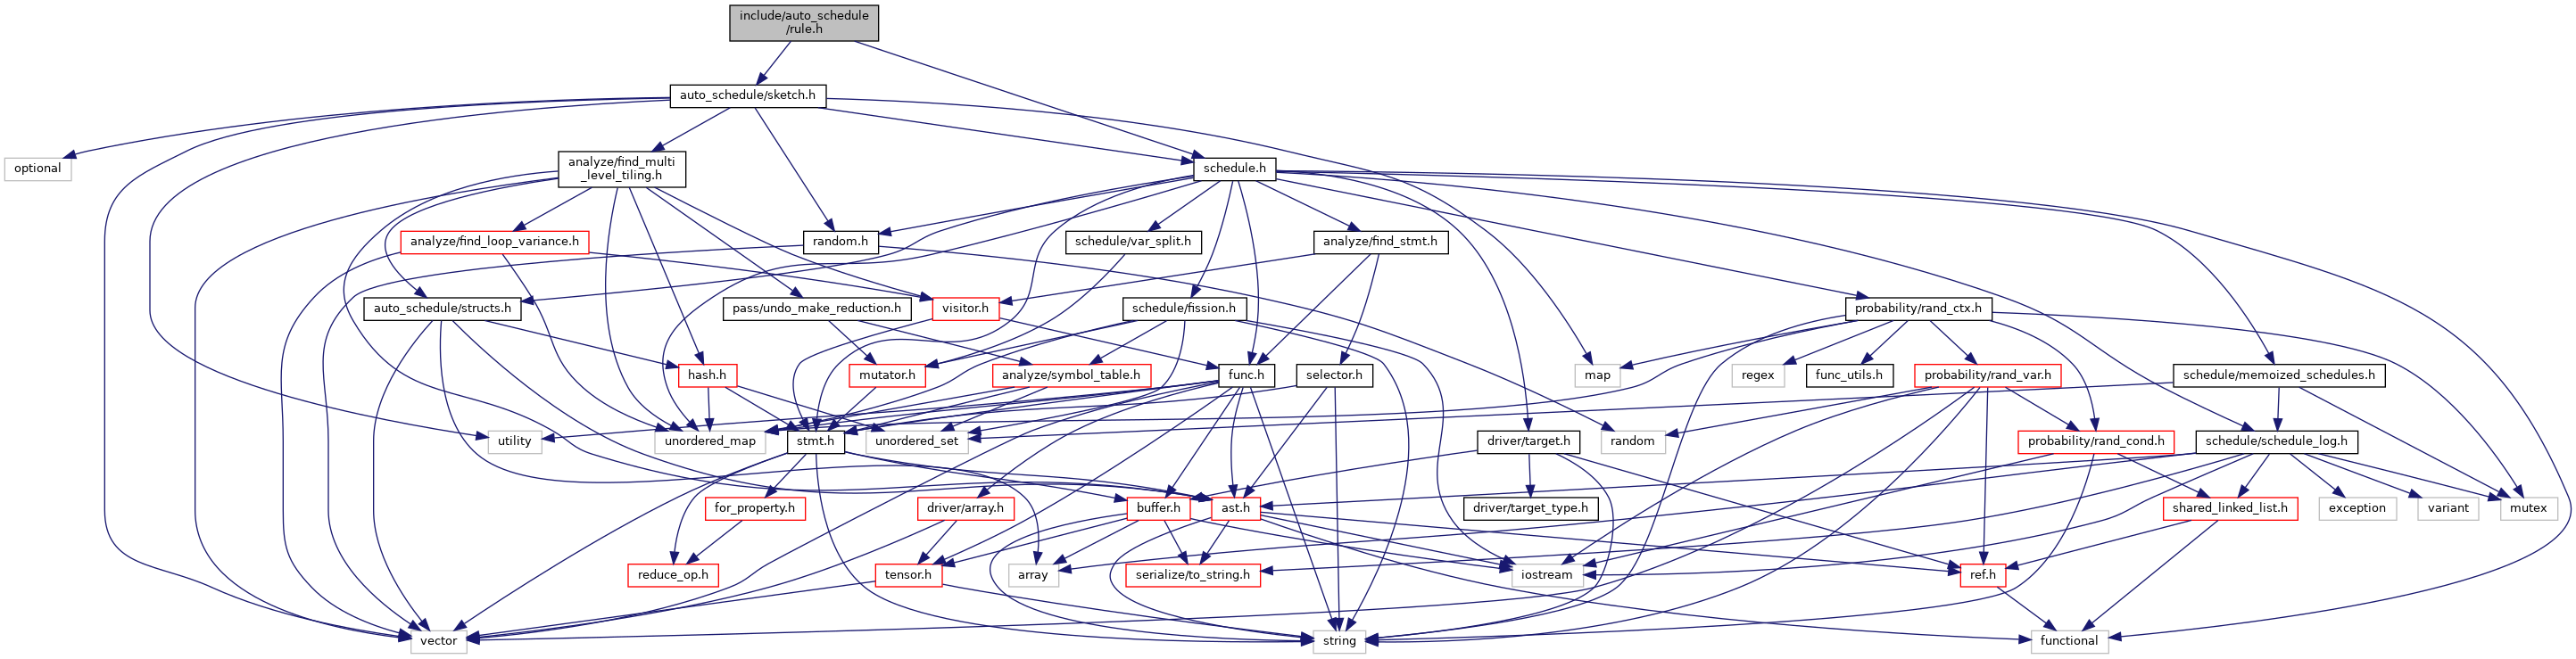 include/auto_schedule
/rule.h
auto_schedule/sketch.h
optional
analyze/find_multi
_level_tiling.h
schedule.h
analyze/find_loop_variance.h
random.h
schedule/var_split.h
analyze/find_stmt.h
auto_schedule/structs.h
pass/undo_make_reduction.h
visitor.h
schedule/fission.h
probability/rand_ctx.h
hash.h
mutator.h
analyze/symbol_table.h
func.h
selector.h
map
regex
func_utils.h
probability/rand_var.h
schedule/memoized_schedules.h
utility
unordered_map
stmt.h
unordered_set
driver/target.h
random
probability/rand_cond.h
schedule/schedule_log.h
for_property.h
driver/array.h
buffer.h
ast.h
driver/target_type.h
shared_linked_list.h
exception
variant
mutex
reduce_op.h
tensor.h
array
serialize/to_string.h
iostream
ref.h
vector
string
functional